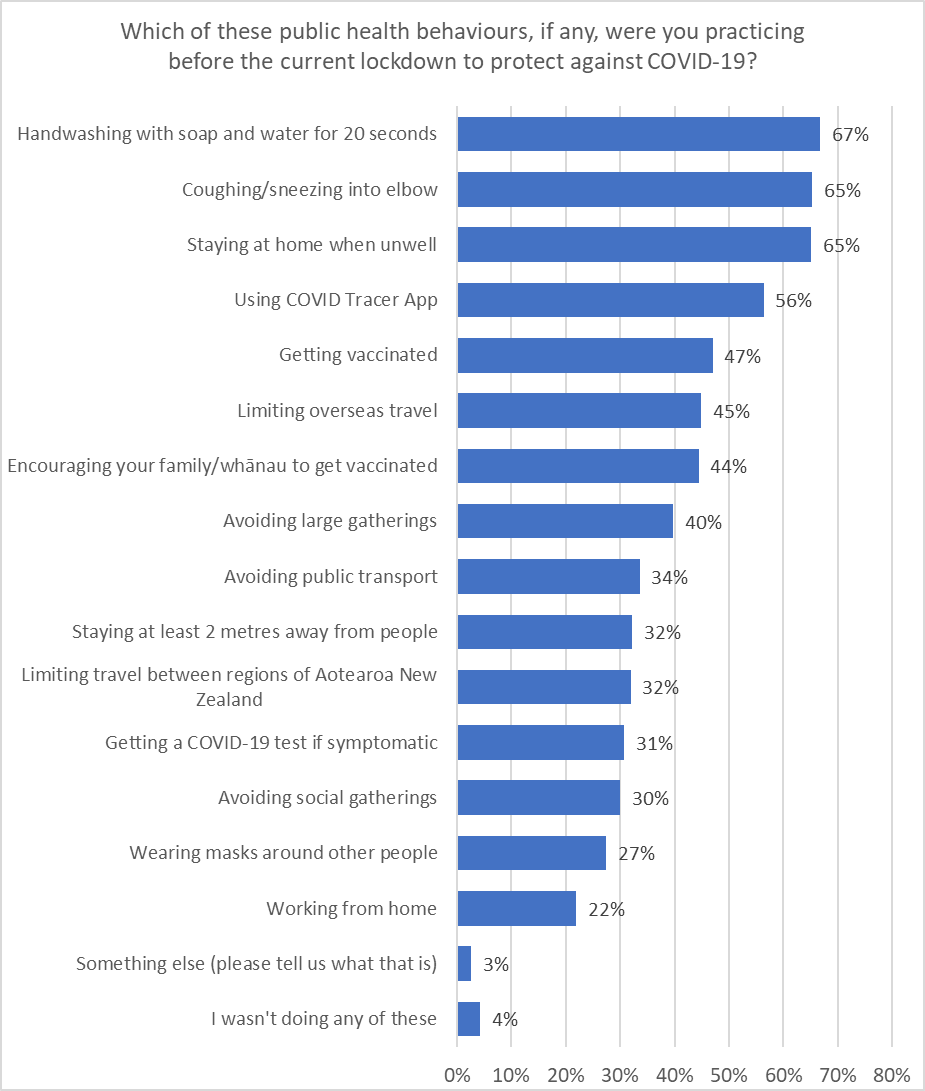 Which of these public health behaviours, if any, were you practicing
before the current lockdown to protect against COVID-19?
Handwashing with soap and water for 20 seconds 67%
Coughing/sneezing into elbow 65%
Staying at home when unwell 65%
Using COVID Tracer App 56%
Getting vaccinated 47%
Limiting overseas travel 45%
Encouraging your family/whānau to get vaccinated 44%
Avoiding large gatherings 40%
Avoiding public transport 34%
Staying at least 2 metres away from people 32%
Limiting travel between regions of Aotearoa New
Zealand 32%
Getting a COVID-19 test if symptomatic 31%
Avoiding social gatherings 30%
Wearing masks around other people 27%
Working from home 22%
Something else (please tell us what that is) 3%
I wasn't doing any of these 4%
0% 10% 20% 30% 40% 50% 60% 70% 80%